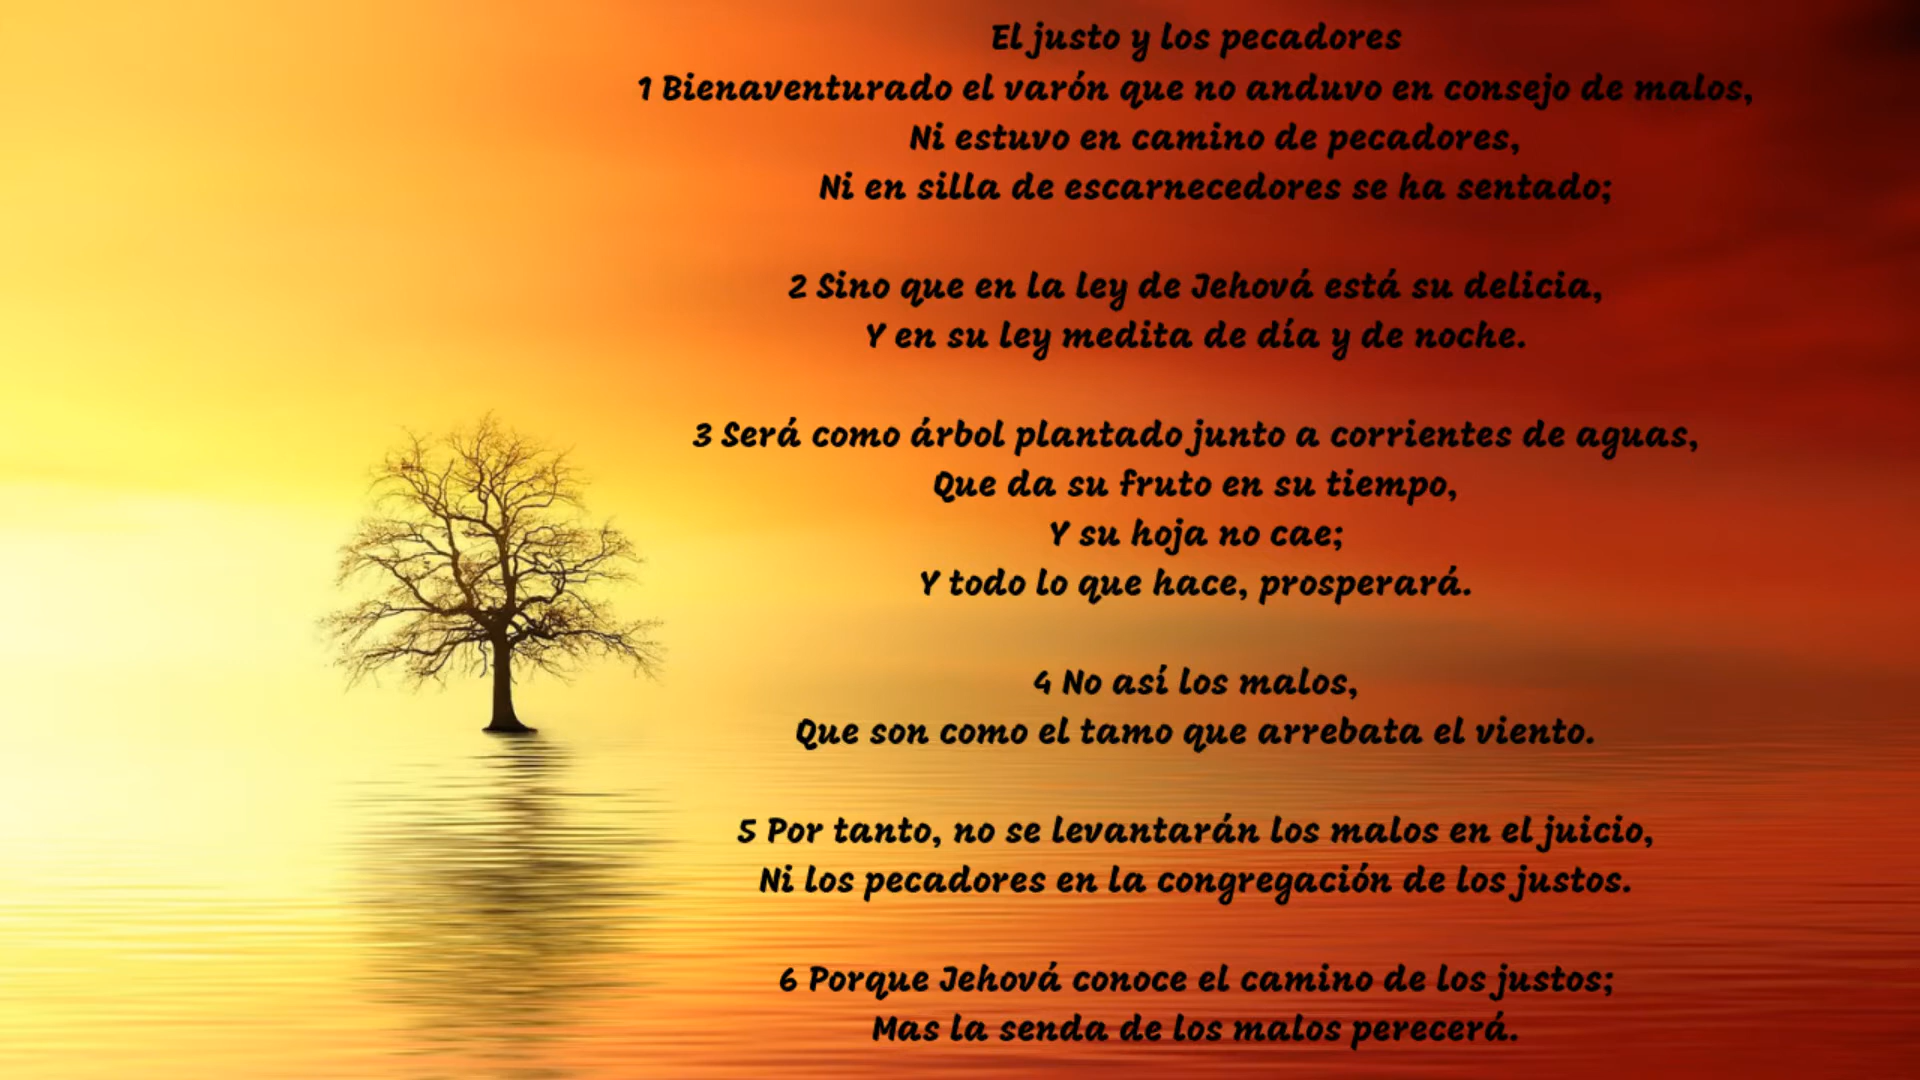 El justo y los pecadores
1 Bienaventurado el varón que no anduvo en consejo de malos,
Ni estuvo en camino de pecadores,
Ni en silla de escarnecedores se ha sentado;
2 Sino que en la ley de Jehová está su delicia,
Y en su ley medita de día y de noche.
3 Será como árbol plantado junto a corrientes de aguas,
Que da su fruto en su tiempo,
Y su hoja no cae;
Y todo lo que hace, prosperará.
4 No así los malos,
Que son como el tamo que arrebata el viento.
5 Por tanto, no se levantarán los malos en el juicio,
Ni los pecadores en la congregación de los justos.
6 Porque Jehová conoce el camino de los justos;
Mas la senda de los malos perecerá.